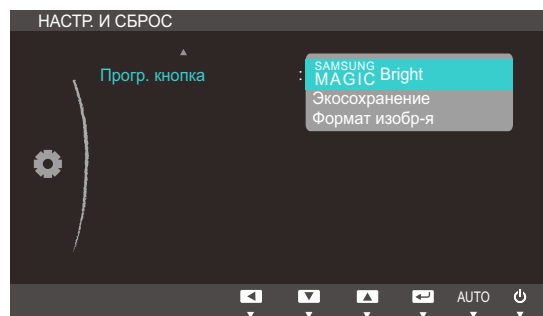 НАСТР. И СБРОС
Прогр. кнопка : SAMSUNG MAGIC Bright
Экосохранение
Формат изобр-я
AUTO